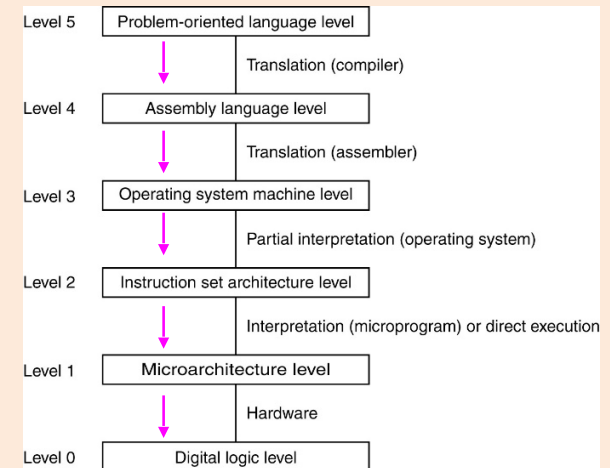 Level 5 Problem-oriented language level
Translation (compiler)
Level 4 Assembly language level
Translation (assembler)
Level 3 Operating system machine level
Partial interpretation (operating system)
Level 2 Instruction set architecture level
Interpretation (microprogram) or direct execution
Level 1 Microarchitecture level
Hardware
Level 0 Digital logic level